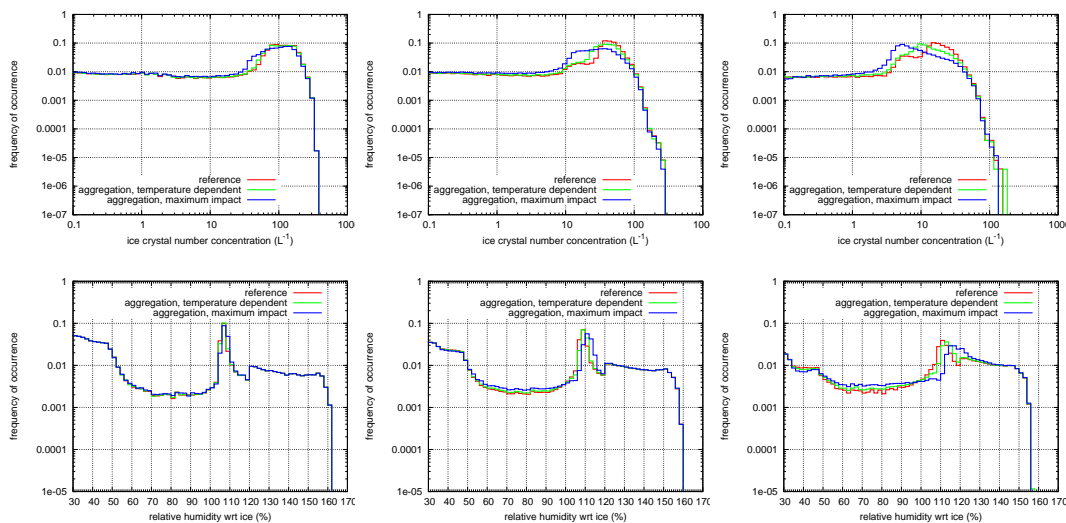 1
0.1
0.01
0.001
0.0001
1e-05
1e-06
1e-07
0.1 1 10 100 100
frequency of occurrence
ice crystal number concentration (L-1)
reference
aggregation, temperature dependent
aggregation, maximum impact
1
0.1
0.01
0.001
0.0001
1e-05
1e-06
1e-07
0.1 1 10 100 100
frequency of occurrence
ice crystal number concentration (L-1)
reference
aggregation, temperature dependent
aggregation, maximum impact
1
0.1
0.01
0.001
0.0001
1e-05
1e-06
1e-07
0.1 1 10 100 100
frequency of occurrence
ice crystal number concentration (L-1)
reference
aggregation, temperature dependent
aggregation, maximum impact
1
0.1
0.01
0.001
0.0001
1e-05
30 40 50 60 70 80 90 100 110 120 130 140 150 160 170
frequency of occurrence
relative humidity wrt ice (%)
reference
aggregation, temperature dependent
aggregation, maximum impact
1
0.1
0.01
0.001
0.0001
1e-05
30 40 50 60 70 80 90 100 110 120 130 140 150 160 170
frequency of occurrence
relative humidity wrt ice (%)
reference
aggregation, temperature dependent
aggregation, maximum impact
1
0.1
0.01
0.001
0.0001
1e-05
30 40 50 60 70 80 90 100 110 120 130 140 150 160 170
frequency of occurrence
relative humidity wrt ice (%)
reference
aggregation, temperature dependent
aggregation, maximum impact